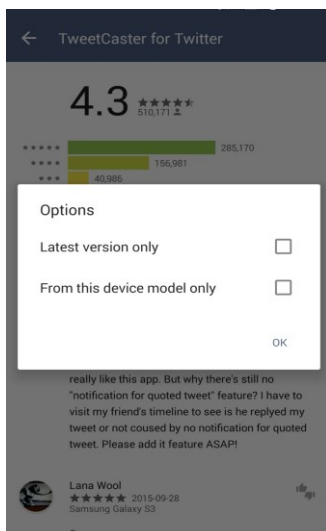 TweetCaster for Twitter
4.3
510,171
285,170
156,981
40,986
Options
Latest version only
From this device model only
OK
really like this app. But why there's still no
"notification for quoted tweet" feature? I have to
visit my friend's timeline to see is he replyed my
tweet or not coused by no notification for quoted
tweet. Please add it feature ASAP!
Lana Wool
2015-09-28
Samsung Galaxy S3